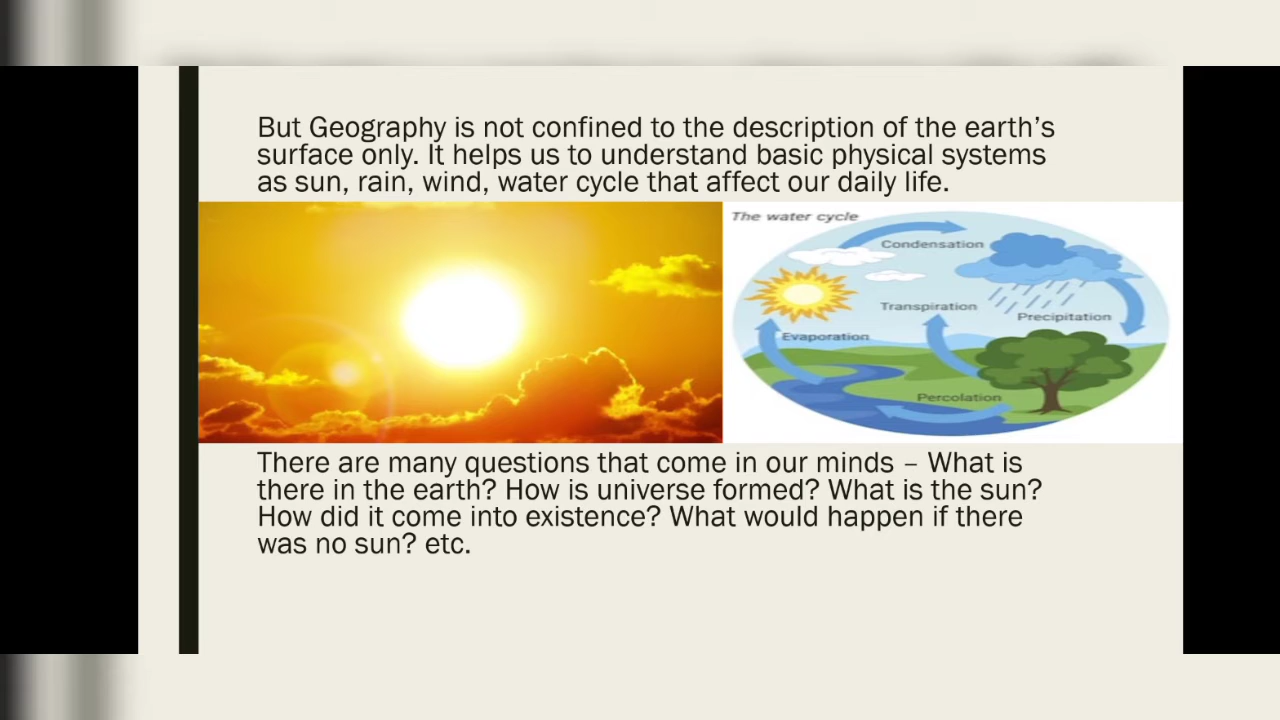 But Geography is not confined to the description of the earth's
surface only. It helps us to understand basic physical systems
as sun, rain, wind, water cycle that affect our daily life.
The water cycle
Condensation
Transpiration
Precipitation
Evaporation
Percolation
There are many questions that come in our minds – What is
there in the earth? How is universe formed? What is the sun?
How did it come into existence? What would happen if there
was no sun? etc.